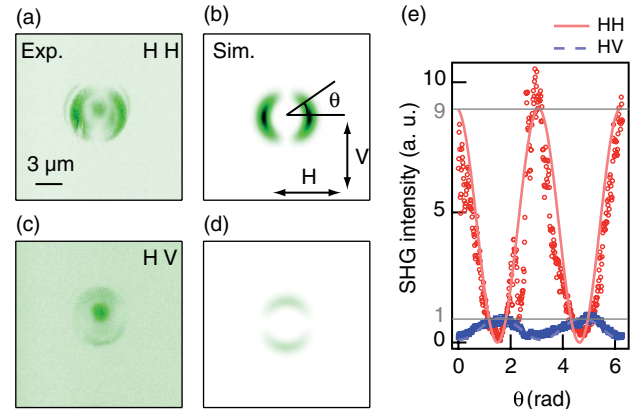 (a)
Exp.
H H
3 μm
(b)
Sim.
θ
V
H
(c)
H V
(d)
(e)
HH
HV
SHG intensity (a. u.)
10
9
5
1
0
0
2
4
6
θ (rad)